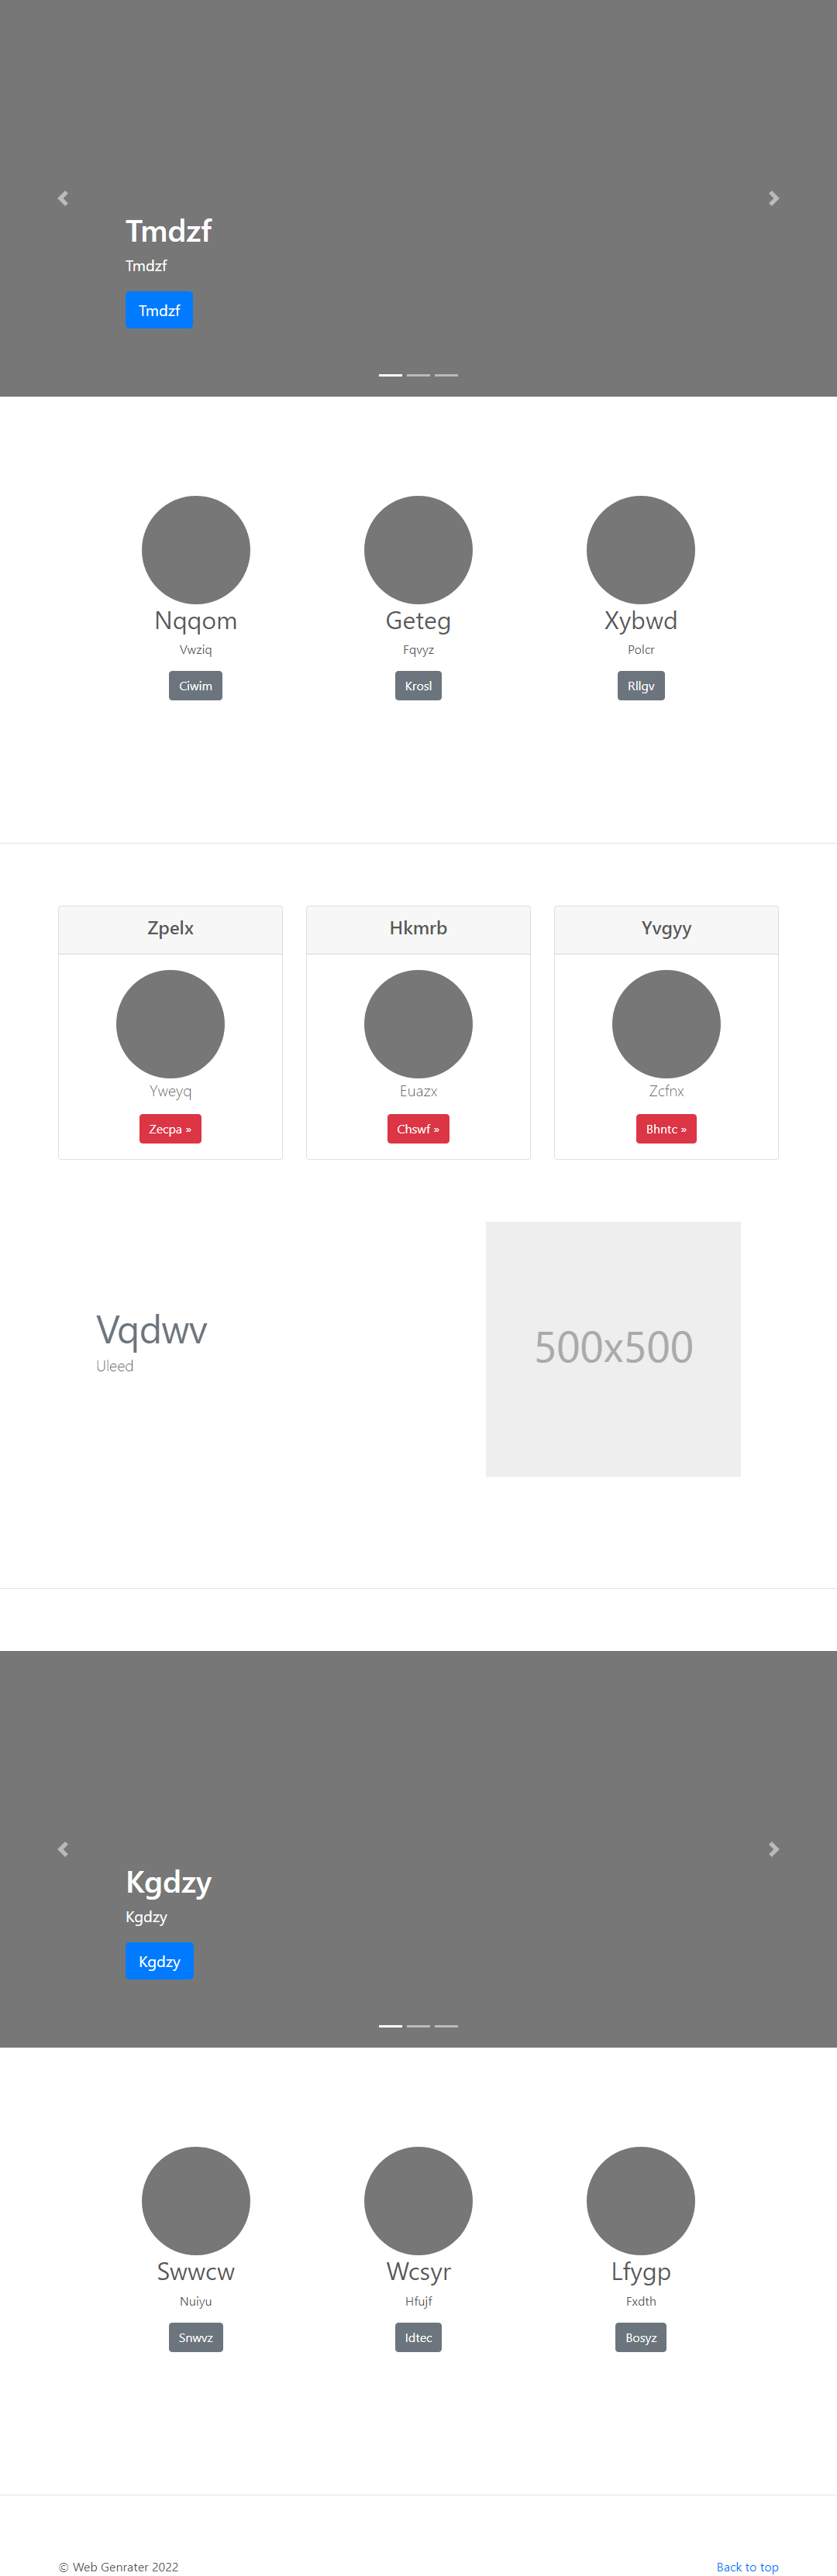 Tmdzf
Tmdzf
Tmdzf
Nqqom
Geteg
Xybwd
Vwziq
Fqvyz
Polcr
Ciwim
Krosl
Rllgv
Zpelx
Hkmrb
Yvgyy
Yweyq
Euazx
Zcfnx
Zecpa »
Chswf »
Bhntc »
Vqdwv
Uleed
500x500
Kgdzy
Kgdzy
Kgdzy
Swwcw
Wcsyr
Lfygp
Nuiyu
Hfujf
Fxdth
Snwvz
Idtec
Bosyz
© Web Genrater 2022
Back to top